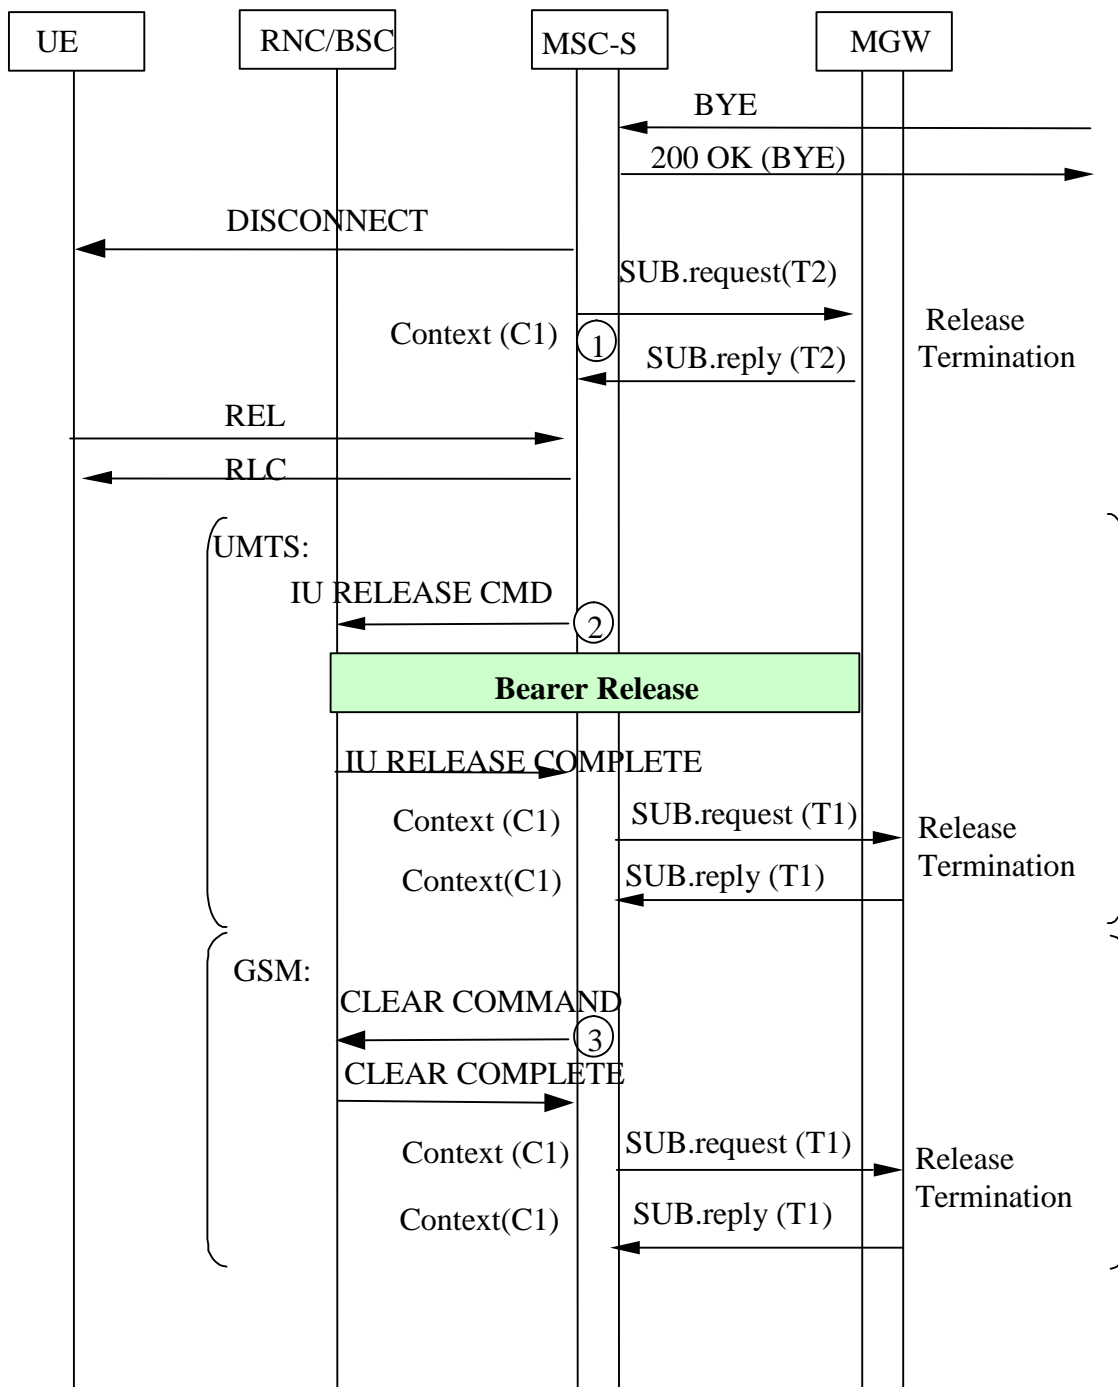 UE
RNC/BSC
MSC-S
MGW
BYE
200 OK (BYE)
DISCONNECT
SUB.request(T2)
Context (C1)
1
Release
Termination
SUB.reply (T2)
REL
RLC
UMTS:
IU RELEASE CMD
2
Bearer Release
IU RELEASE COMPLETE
Context (C1)
SUB.request (T1)
Release
Termination
Context(C1)
SUB.reply (T1)
GSM:
CLEAR COMMAND
3
CLEAR COMPLETE
Context (C1)
SUB.request (T1)
Release
Termination
Context(C1)
SUB.reply (T1)